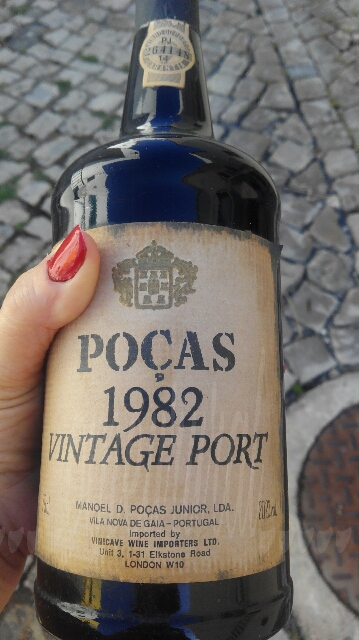 POÇAS
1982
VINTAGE PORT
MANOEL D. POÇAS JUNIOR, LDA.
VILA NOVA DE GAIA - PORTUGAL
Imported by
VINICAVE WINE IMPORTERS LTD.
Unit 3, 1-31 Elkstone Road
LONDON W10